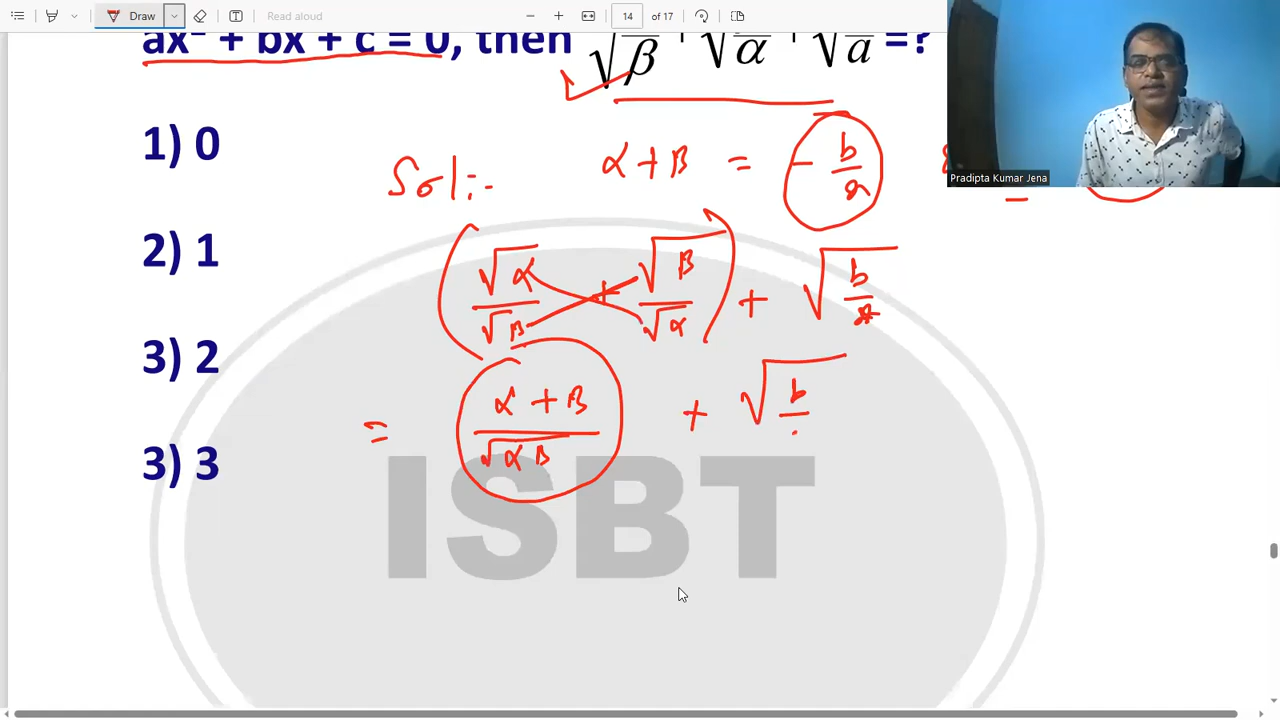 Draw
Read aloud
14 of 17
ax² + bx + c = 0, then √β + √α + √a =?
1) 0
Sol:- α + β = - b/a
Pradipta Kumar Jena
2) 1
(√α/√β + √β/√α) + √b/a
3) 2
= α + β/√αβ + √b/
3) 3
ISBT